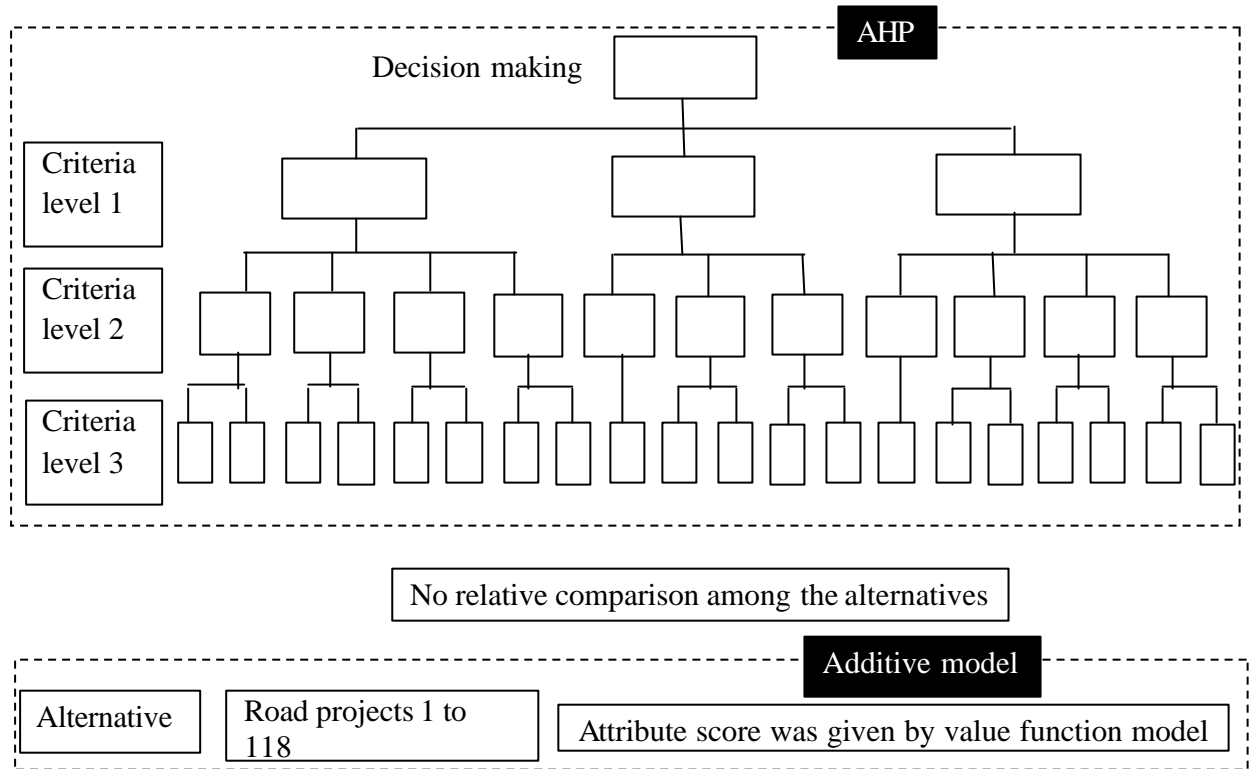 AHP
Decision making
Criteria
level 1
Criteria
level 2
Criteria
level 3
No relative comparison among the alternatives
Additive model
Alternative
Road projects 1 to
118
Attribute score was given by value function model